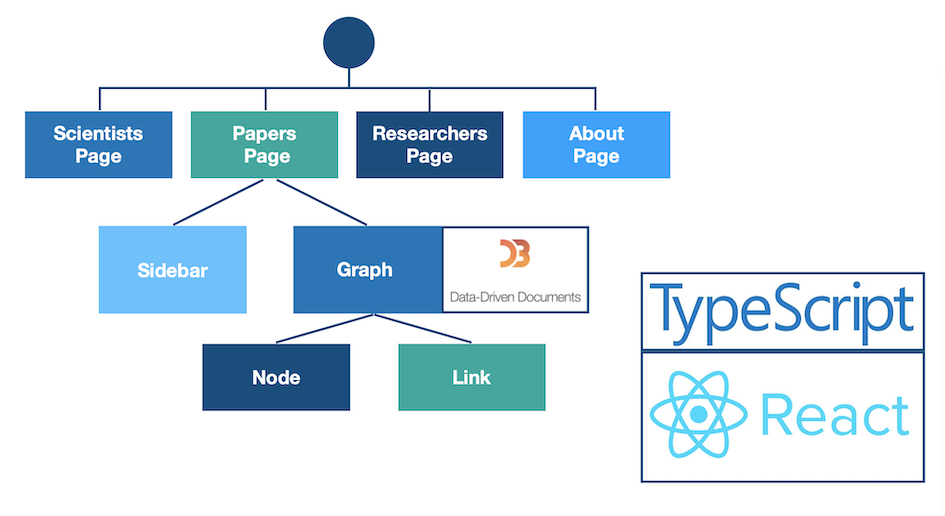 Scientists
Page
Papers
Page
Researchers
Page
About
Page
Sidebar
Graph
D3
Data-Driven Documents
Node
Link
TypeScript
React